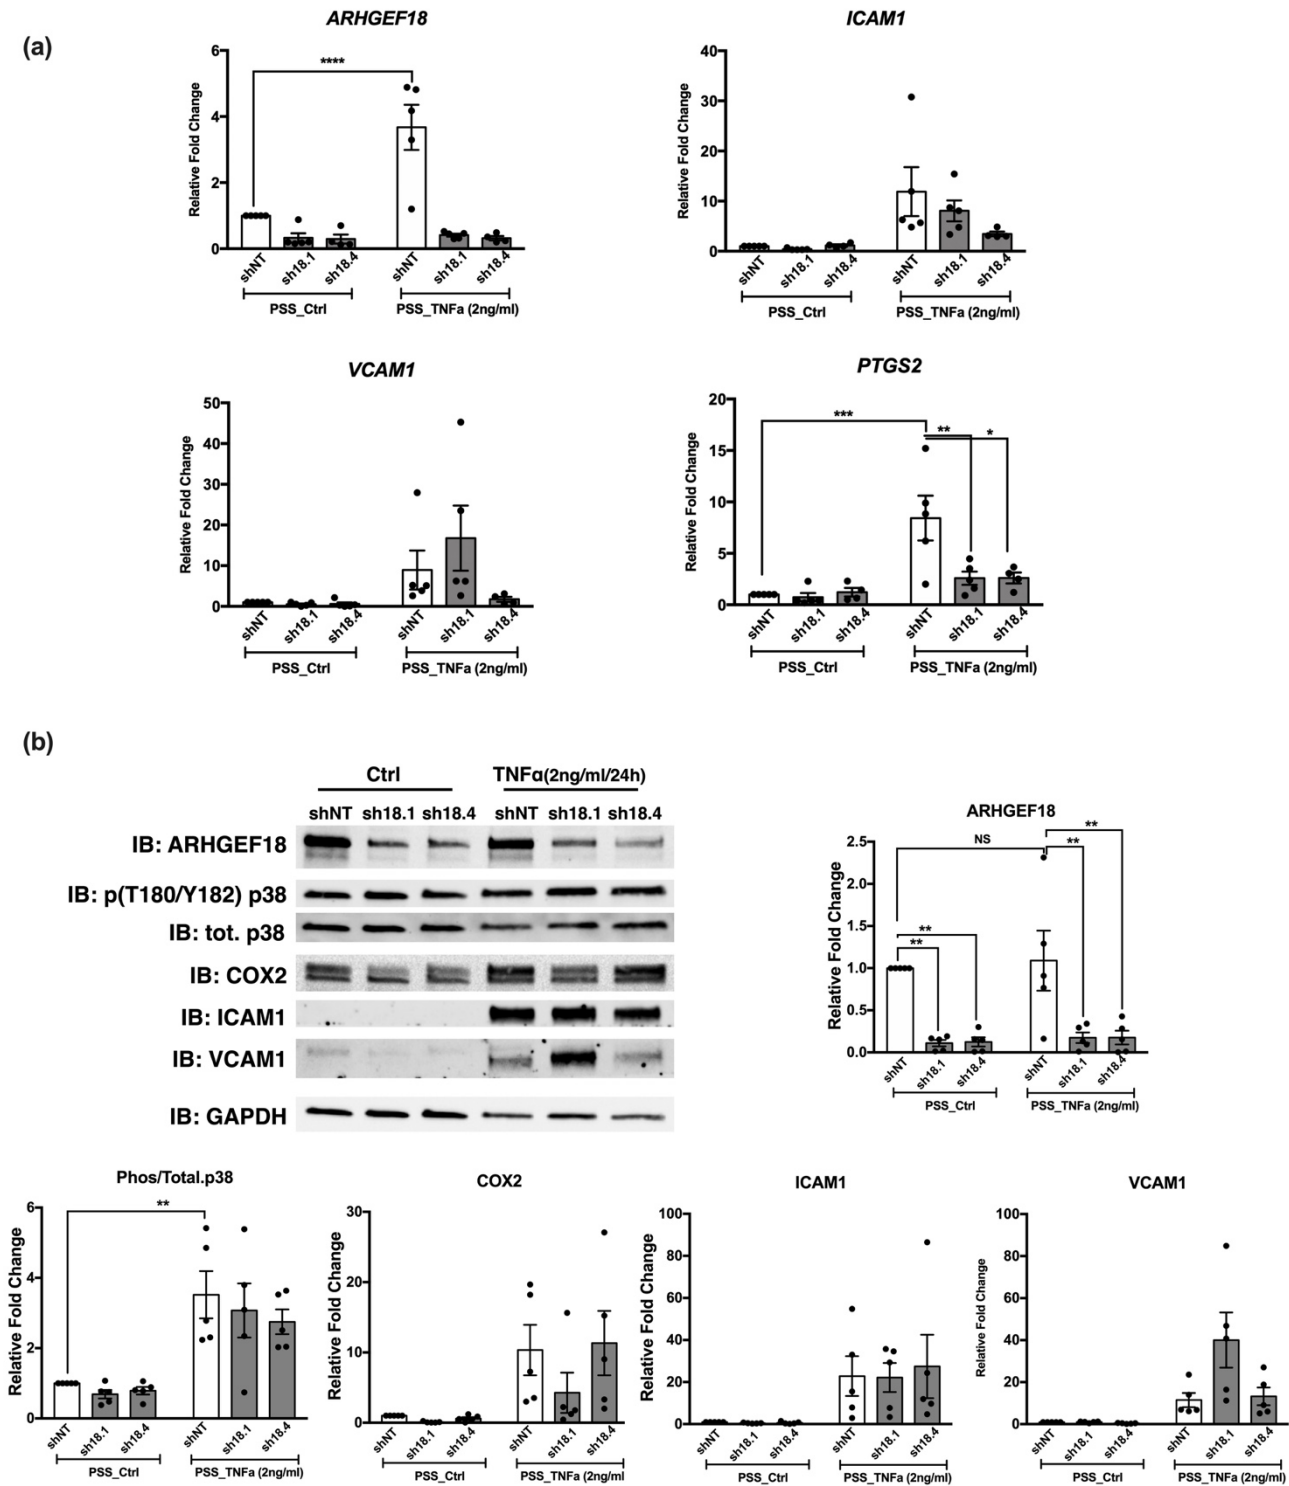 (a)
ARHGEF18
Relative Fold Change
6
4
2
0
****
shNT
sh18.1
sh18.4
shNT
sh18.1
sh18.4
PSS_Ctrl
PSS_TNFa (2ng/ml)
ICAM1
Relative Fold Change
40
30
20
10
0
shNT
sh18.1
sh18.4
shNT
sh18.1
sh18.4
PSS_Ctrl
PSS_TNFa (2ng/ml)
VCAM1
Relative Fold Change
50
40
30
20
10
0
shNT
sh18.1
sh18.4
shNT
sh18.1
sh18.4
PSS_Ctrl
PSS_TNFa (2ng/ml)
PTGS2
Relative Fold Change
20
15
10
5
0
***
**
*
shNT
sh18.1
sh18.4
shNT
sh18.1
sh18.4
PSS_Ctrl
PSS_TNFa (2ng/ml)
(b)
Ctrl TNFα(2ng/ml/24h)
shNT sh18.1 sh18.4 shNT sh18.1 sh18.4
IB: ARHGEF18
IB: p(T180/Y182) p38
IB: tot. p38
IB: COX2
IB: ICAM1
IB: VCAM1
IB: GAPDH
ARHGEF18
Relative Fold Change
2.5
2.0
1.5
1.0
0.5
0.0
NS
**
**
**
**
shNT
sh18.1
sh18.4
shNT
sh18.1
sh18.4
PSS_Ctrl
PSS_TNFa (2ng/ml)
Phos/Total.p38
Relative Fold Change
6
4
2
0
**
shNT
sh18.1
sh18.4
shNT
sh18.1
sh18.4
PSS_Ctrl
PSS_TNFa (2ng/ml)
COX2
Relative Fold Change
30
20
10
0
shNT
sh18.1
sh18.4
shNT
sh18.1
sh18.4
PSS_Ctrl
PSS_TNFa (2ng/ml
ICAM1
Relative Fold Change
100
80
60
40
20
0
shNT
sh18.1
sh18.4
shNT
sh18.1
sh18.4
PSS_Ctrl
PSS_TNFa (2ng/ml)
VCAM1
Relative Fold Change
100
80
60
40
20
0
shNT
sh18.1
sh18.4
shNT
sh18.1
sh18.4
PSS_Ctrl
PSS_TNFa (2ng/ml)